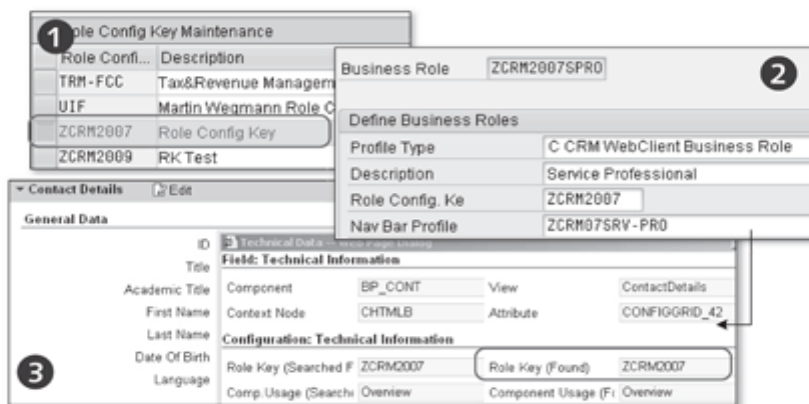 1
ole Config Key Maintenance
Role Confi... Description
TRM-FCC Tax&Revenue Managem
UIF Martin Wegmann Role C
ZCRM2007 Role Config Key
ZCRM2009 RK Test
2
Business Role ZCRM2007SPRO
Define Business Roles
Profile Type C CRM WebClient Business Role
Description Service Professional
Role Config. Ke ZCRM2007
Nav Bar Profile ZCRM07SRV-PRO
3
Contact Details Edit
General Data
ID
Title
Academic Title
First Name
Last Name
Date Of Birth
Language
Technical Data -- Web Page Dialog
Field: Technical Information
Component BP_CONT View ContactDetails
Context Node CHTMLB Attribute CONFIGGRID_42
Configuration: Technical Information
Role Key (Searched F ZCRM2007 Role Key (Found) ZCRM2007
Comp.Usage (Searche Overview Component Usage (F Overview